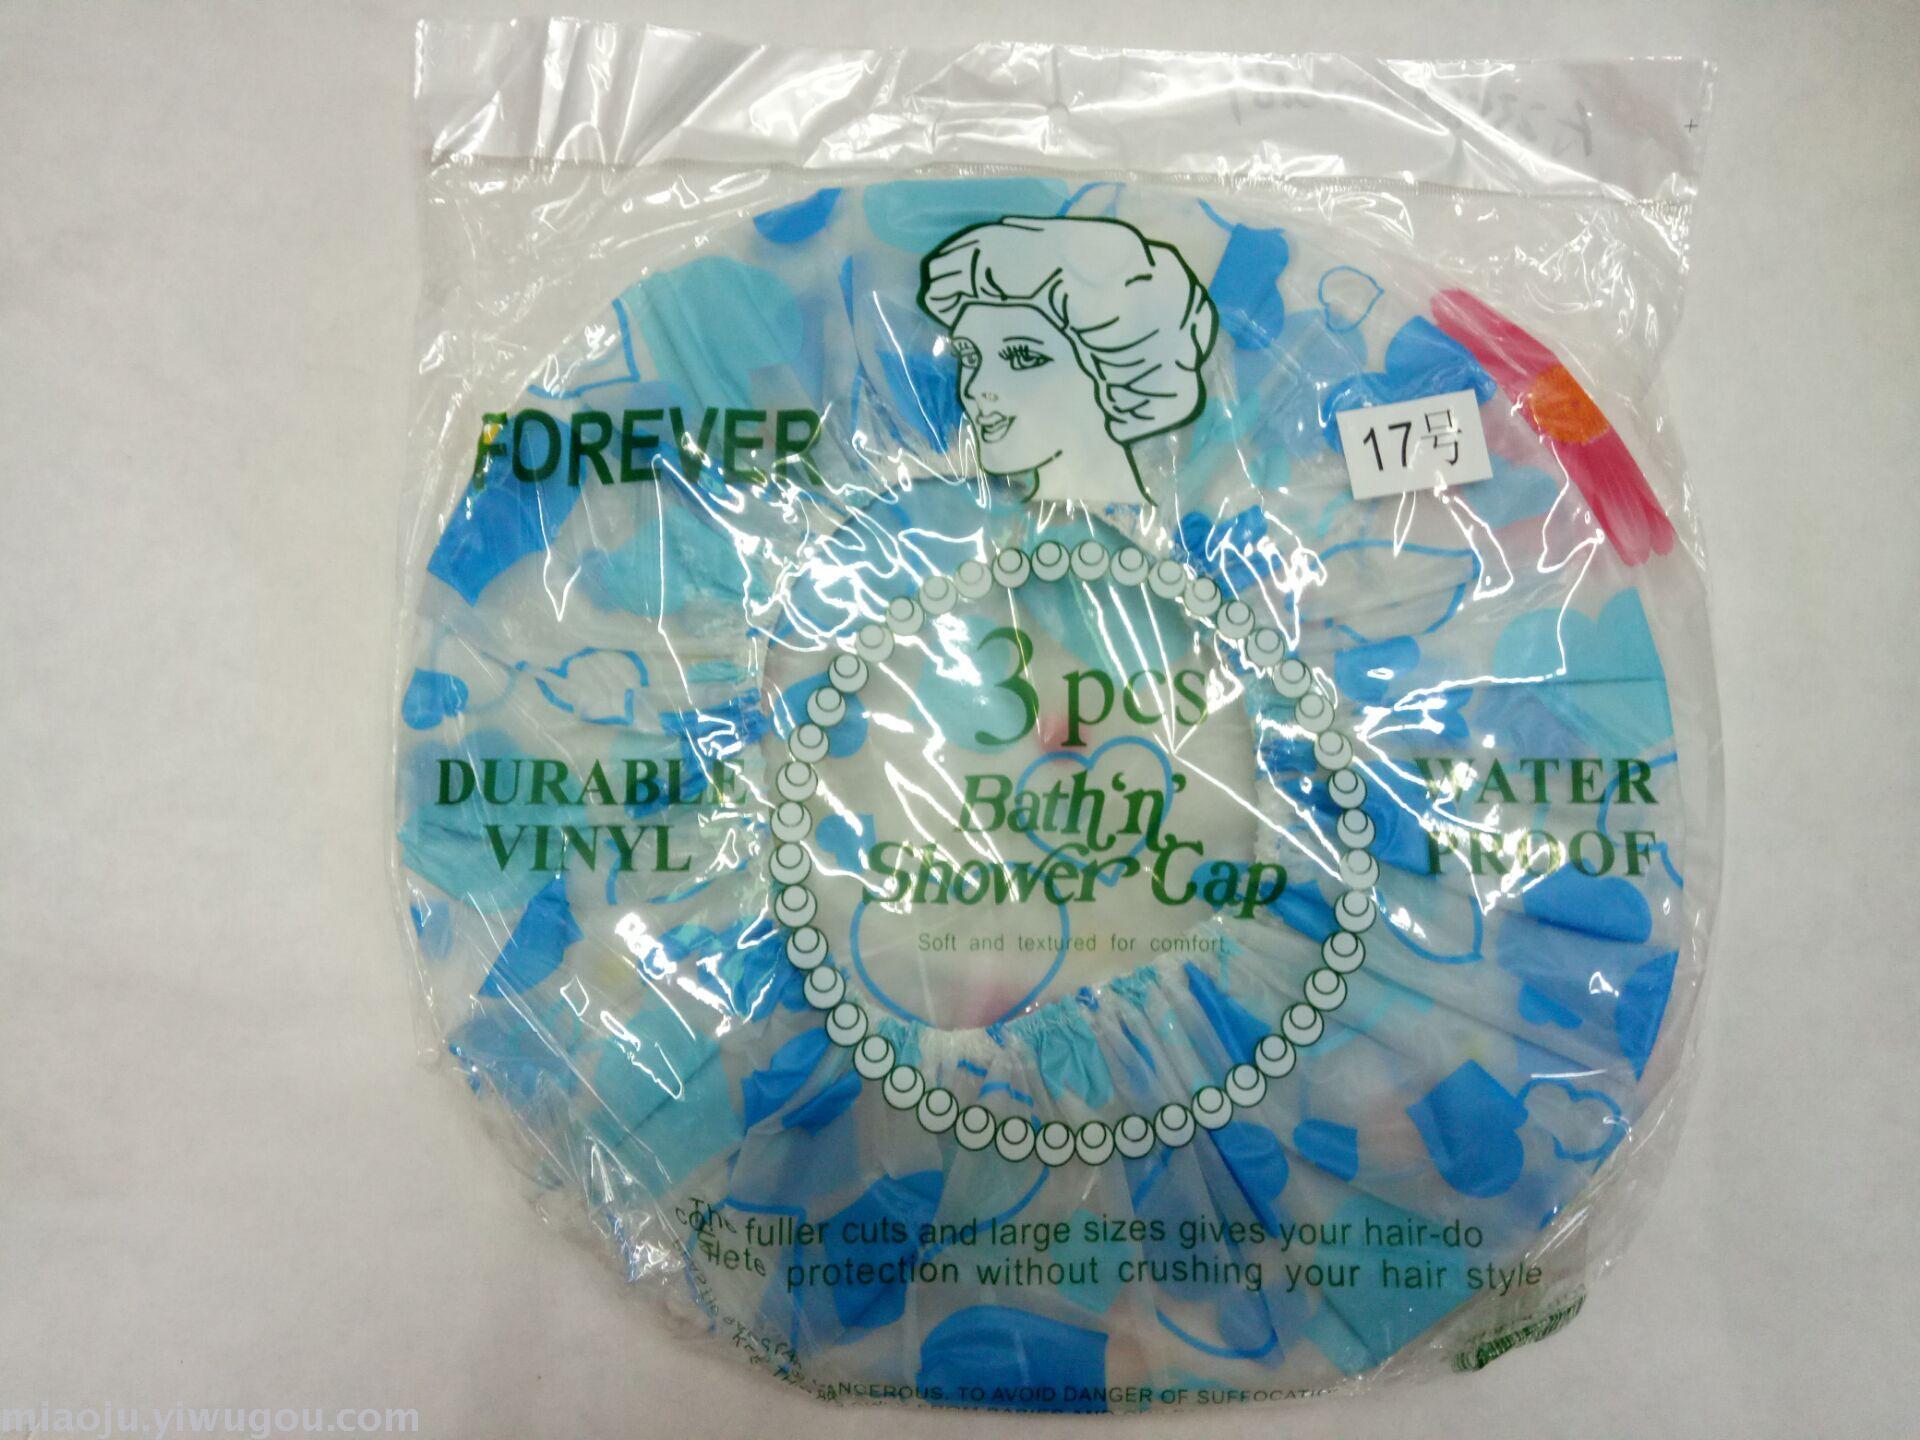 FOREVER
17号
3 pcs
Bath 'n'
Shower Cap
Soft and textured for comfort
DURABLE
VINYL
WATER
PROOF
The fuller cuts and large sizes gives your hair-do
protection without crushing your hair style
TO AVOID DANGER OF
miaoju.yiwugou.com